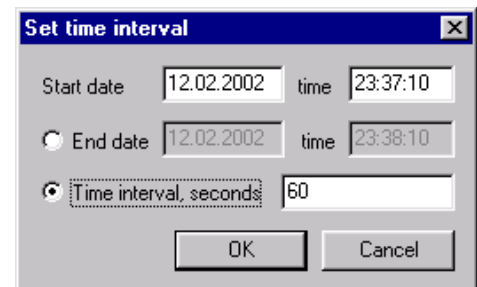 Set time interval
Start date 12.02.2002 time 23:37:10
End date 12.02.2002 time 23:38:10
Time interval, seconds 60
OK Cancel